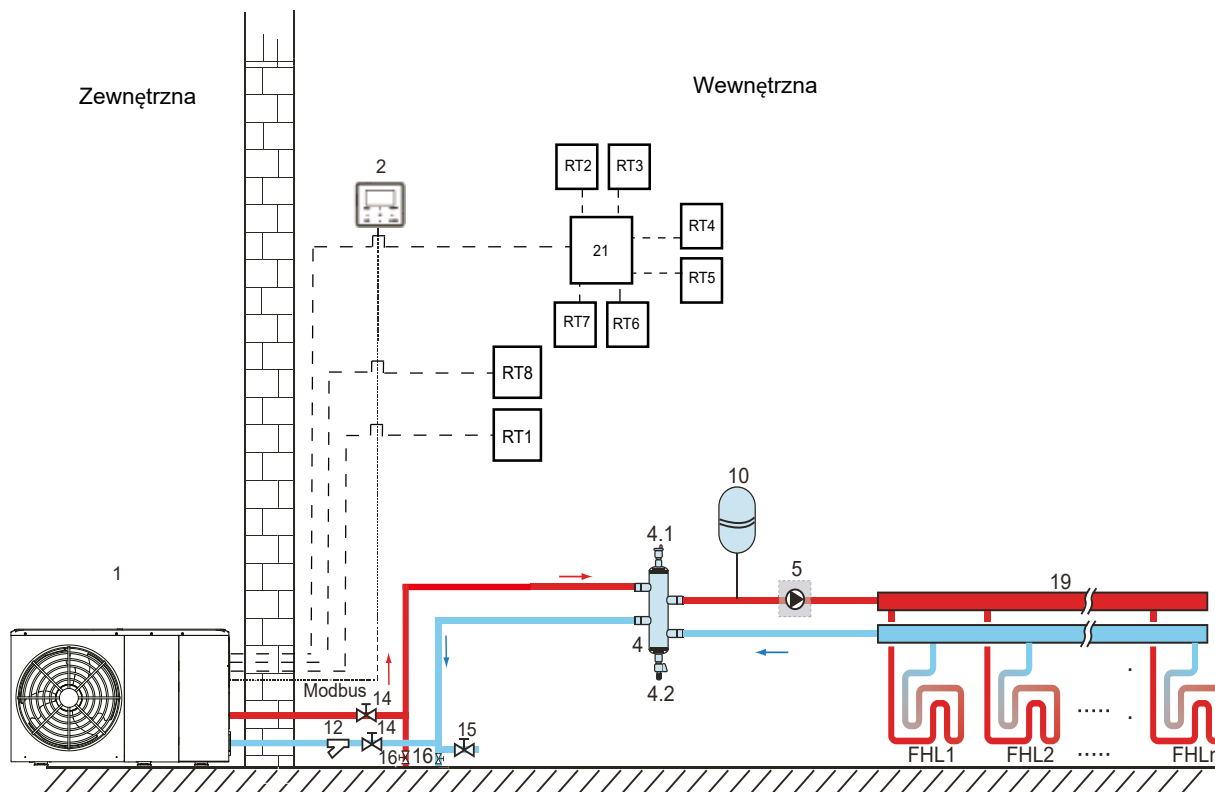 Zewnętrzna
Wewnętrzna
2
RT2
RT3
RT4
21
RT5
RT7
RT6
RT8
RT1
10
4.1
1
5
19
4
4.2
Modbus
14
12
14
15
16
16
FHL1
FHL2
.....
.....
FHLn